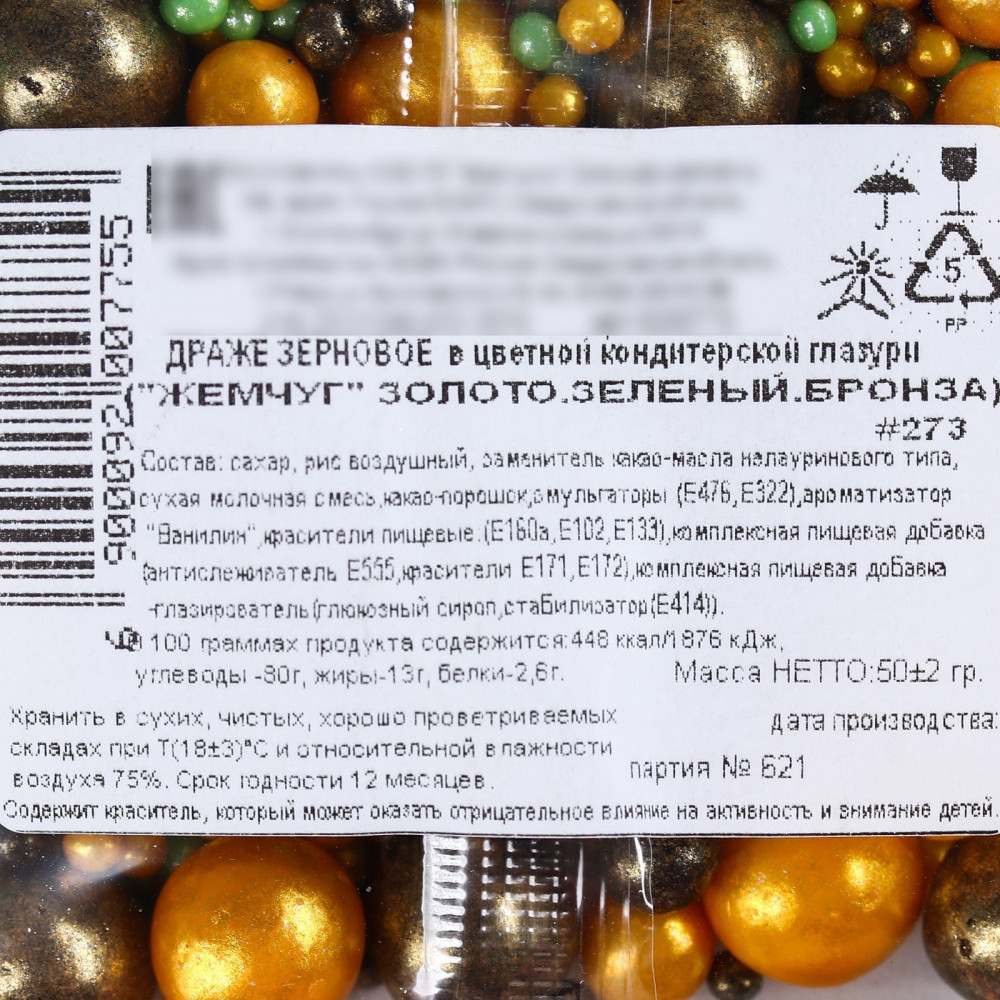 ДРАЖЕ ЗЕРНОВОЕ в цветной кондитерской глазури
"ЖЕМЧУГ" ЗОЛОТО.ЗЕЛЕНЫЙ.БРОНЗА)
#273
Состав: сахар, рис воздушный, заменитель какао-масла нелауринового типа,
сухая молочная смесь,какао-порошок,эмульгаторы (Е476,Е322),ароматизатор
"Ванилин",красители пищевые:(Е160а,Е102,Е133),комплексная пищевая добавка
(антислеживатель Е555,красители Е171,Е172),комплексная пищевая добавка
-глазирователь(глюкозный сироп,стабилизатор(Е414)).
100 граммах продукта содержится:448 ккал/1876 кДж,
углеводы -80г, жиры-13г, белки-2,6г.
Масса НЕТТО:50±2 гр.
Хранить в сухих, чистых, хорошо проветриваемых
складах при Т(18±3)°С и относительной влажности
воздуха 75%. Срок годности 12 месяцев.
дата производства:
партия № 621
Содержит краситель, который может оказать отрицательное влияние на активность и внимание детей.
9 000092 007755
5
PP